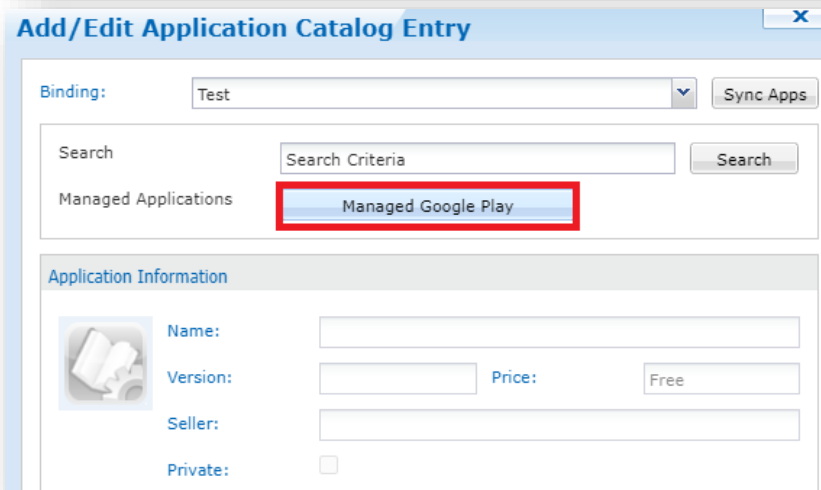 Add/Edit Application Catalog Entry
X
Binding: Test Sync Apps
Search Search Criteria Search
Managed Applications Managed Google Play
Application Information
Name:
Version: Price: Free
Seller:
Private: